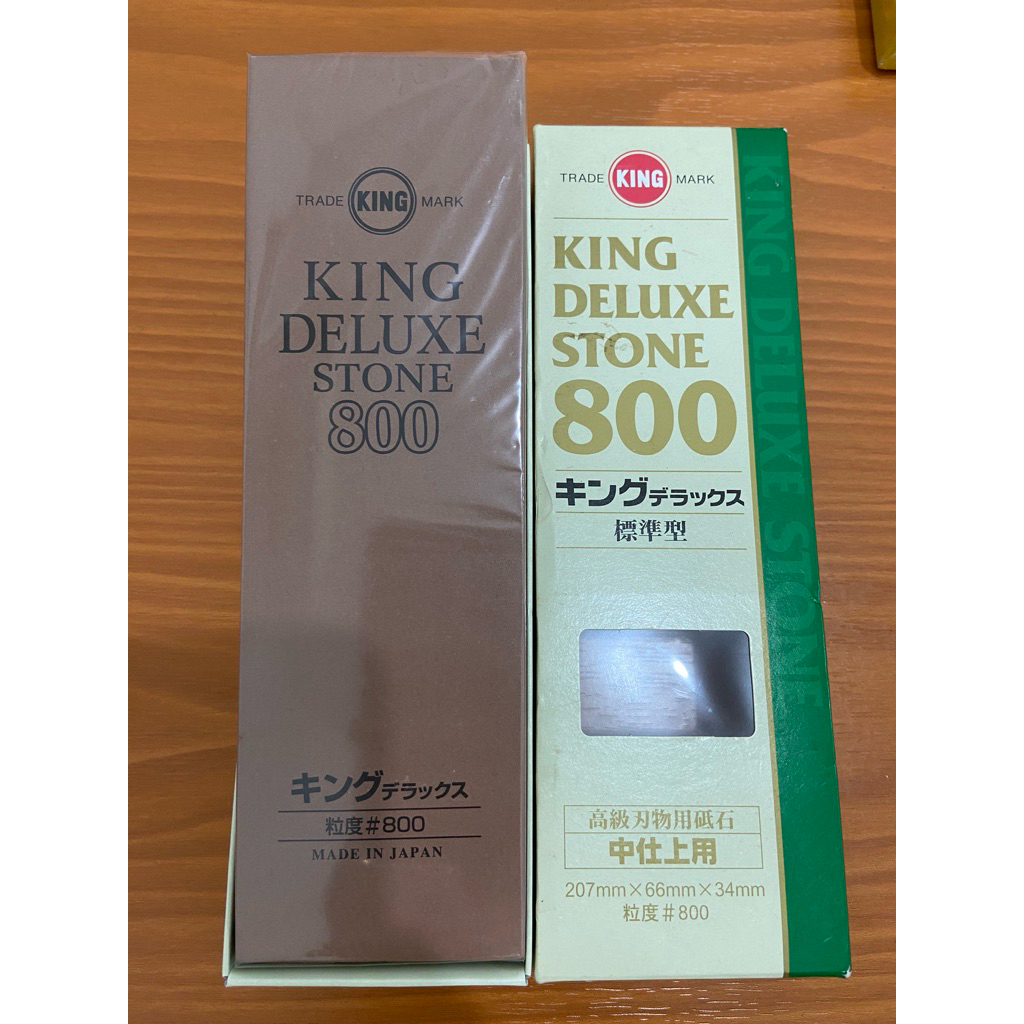 TRADE KING MARK
KING
DELUXE
STONE
800
キングデラックス
粒度#800
MADE IN JAPAN
TRADE KING MARK
KING
DELUXE
STONE
800
キングデラックス
標準型
高級刃物用砥石
中仕上用
207mm×66mm×34mm
粒度#800
KING DELUXE STONE